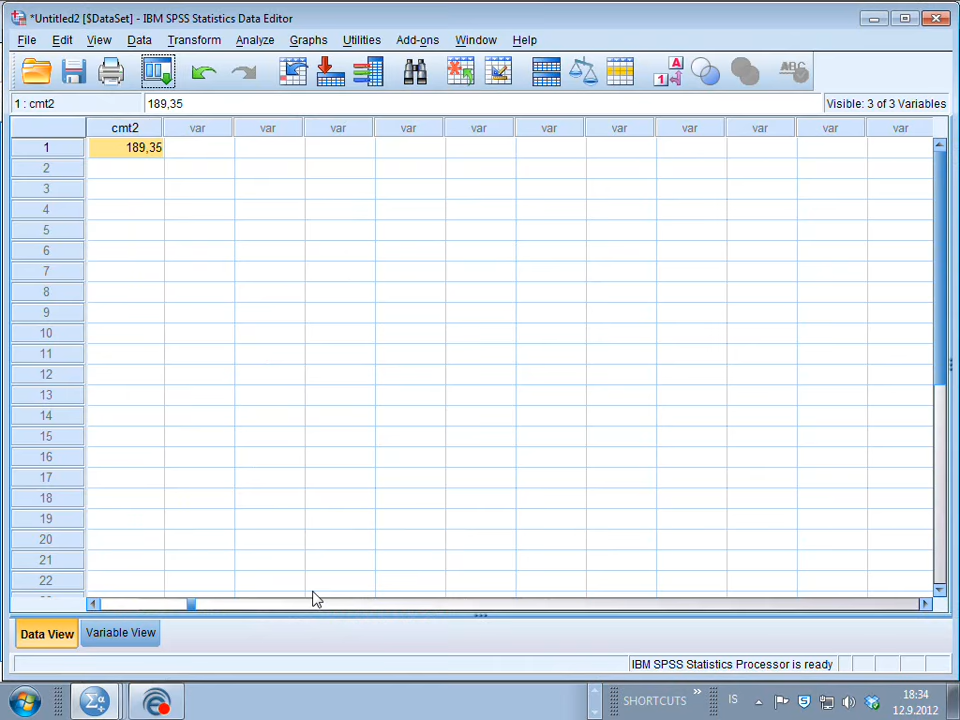 *Untitled2 [$DataSet] - IBM SPSS Statistics Data Editor
File Edit View Data Transform Analyze Graphs Utilities Add-ons Window Help
A
1
ABC
1 : cmt2 189,35 Visible: 3 of 3 Variables
cmt2 var var var var var var var var var var var
1 189,35
2
3
4
5
6
7
8
9
10
11
12
13
14
15
16
17
18
19
20
21
22
Data View Variable View
IBM SPSS Statistics Processor is ready
Σα SHORTCUTS » IS 18:34
12.9.2012